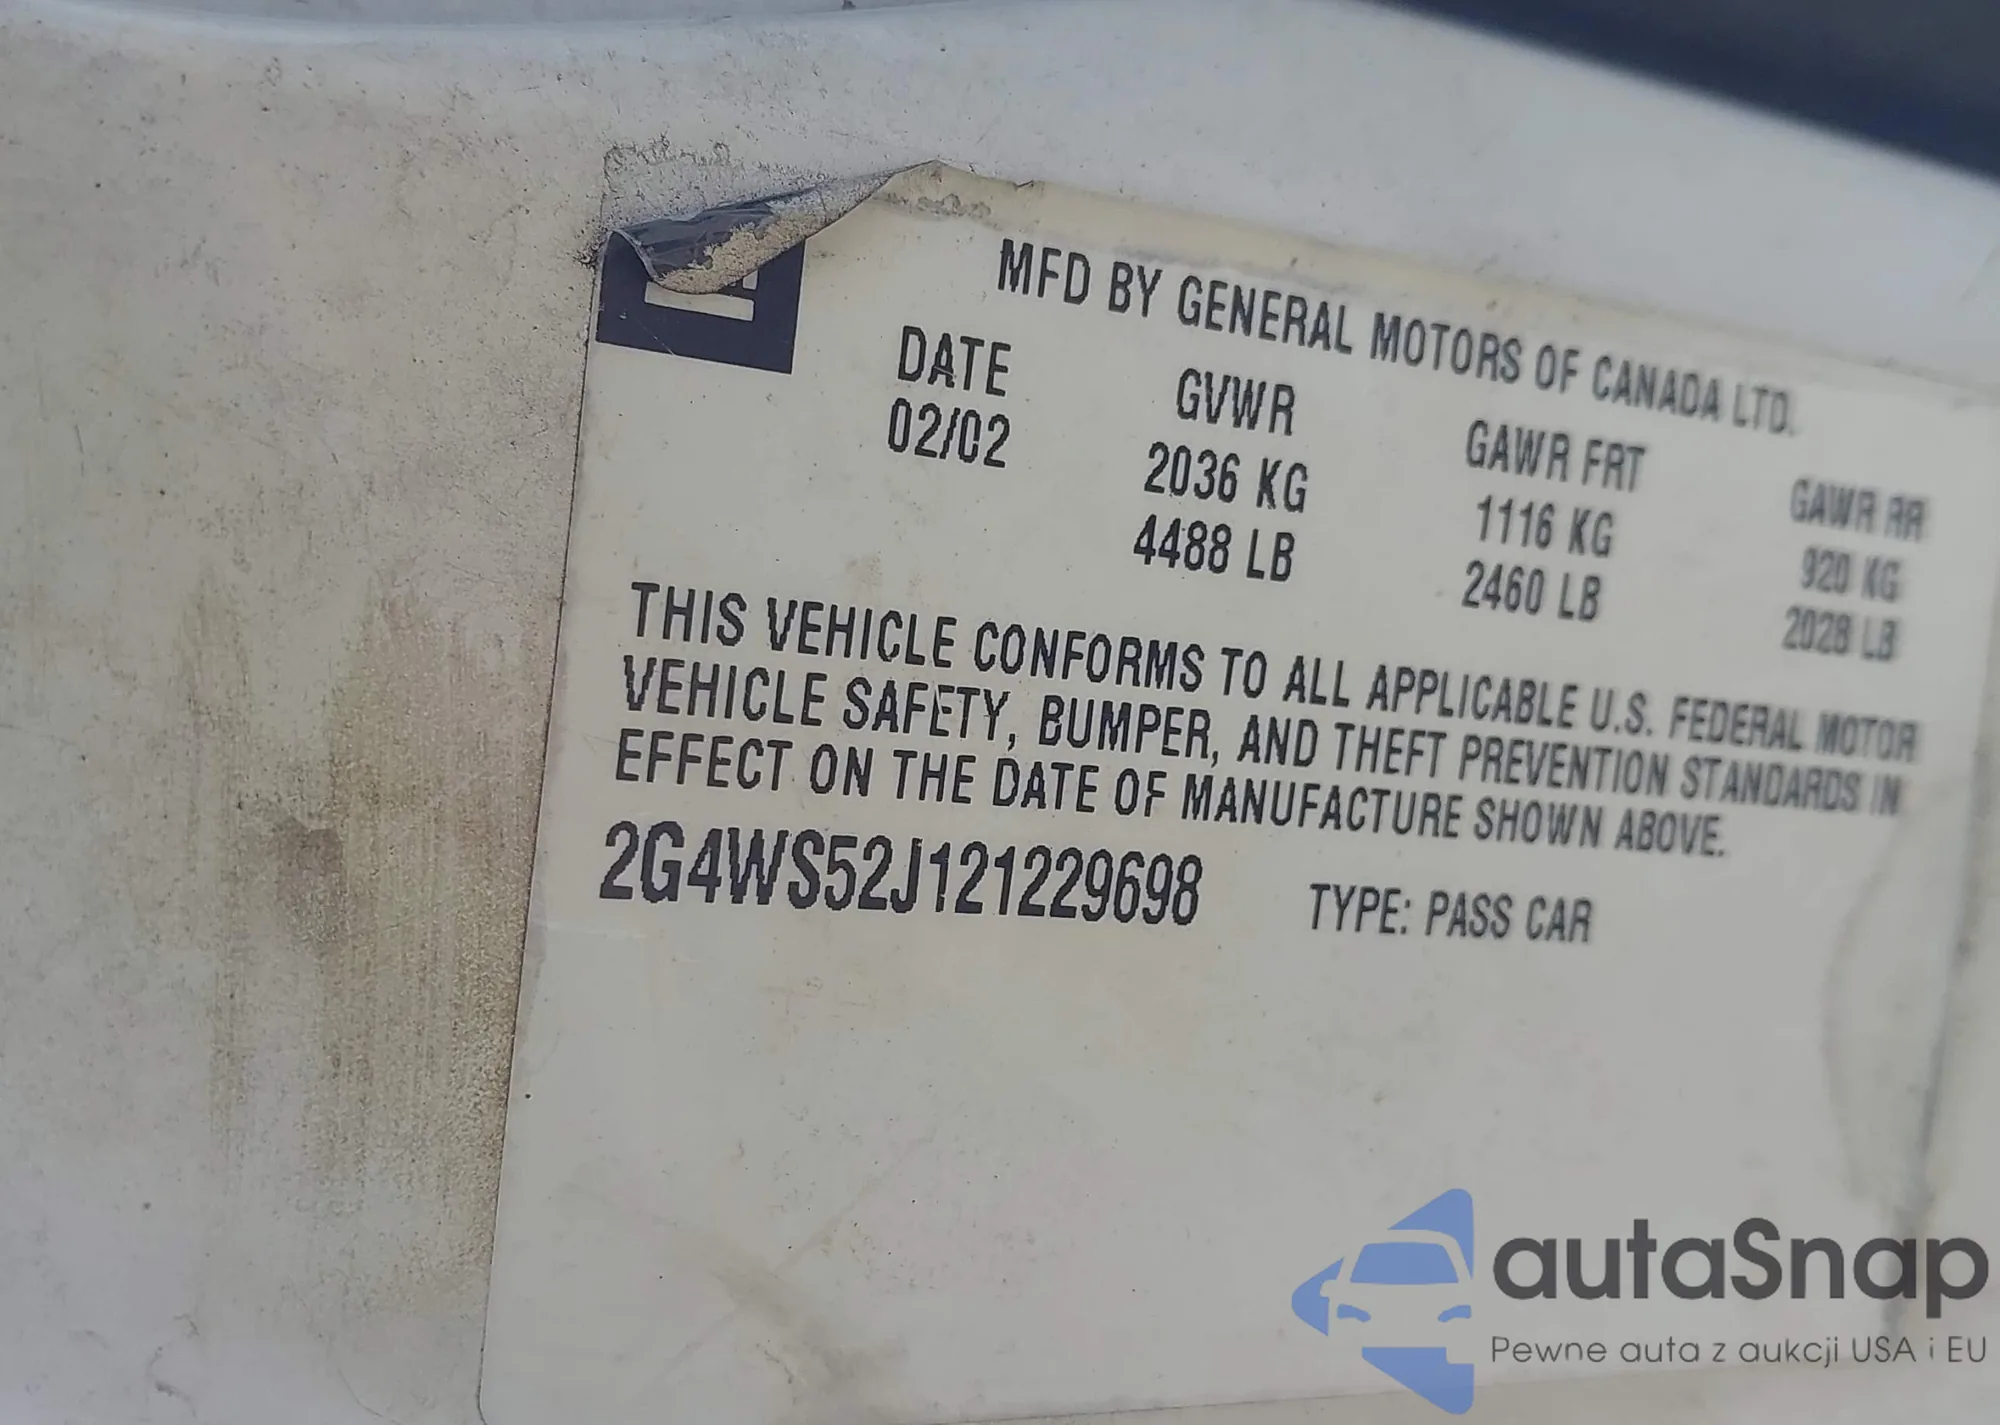 MFD BY GENERAL MOTORS OF CANADA LTD.
DATE GVWR GAWR FRT GAWR RR
02/02 2036 KG 1116 KG 920 KG
4488 LB 2460 LB 2028 LB
THIS VEHICLE CONFORMS TO ALL APPLICABLE U.S. FEDERAL MOTOR
VEHICLE SAFETY, BUMPER, AND THEFT PREVENTION STANDARDS IN
EFFECT ON THE DATE OF MANUFACTURE SHOWN ABOVE.
2G4WS52J121229698 TYPE: PASS CAR
autaSnap
Pewne auta z aukcji USA i EU